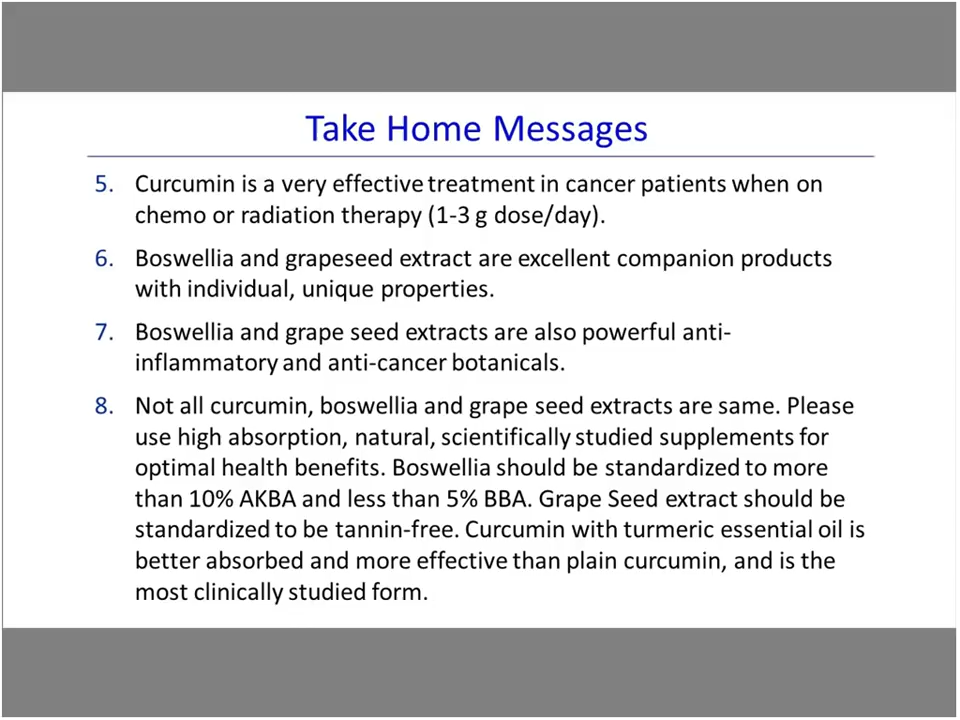 Take Home Messages
5. Curcumin is a very effective treatment in cancer patients when on
chemo or radiation therapy (1-3 g dose/day).
6. Boswellia and grapeseed extract are excellent companion products
with individual, unique properties.
7. Boswellia and grape seed extracts are also powerful anti-
inflammatory and anti-cancer botanicals.
8. Not all curcumin, boswellia and grape seed extracts are same. Please
use high absorption, natural, scientifically studied supplements for
optimal health benefits. Boswellia should be standardized to more
than 10% AKBA and less than 5% BBA. Grape Seed extract should be
standardized to be tannin-free. Curcumin with turmeric essential oil is
better absorbed and more effective than plain curcumin, and is the
most clinically studied form.